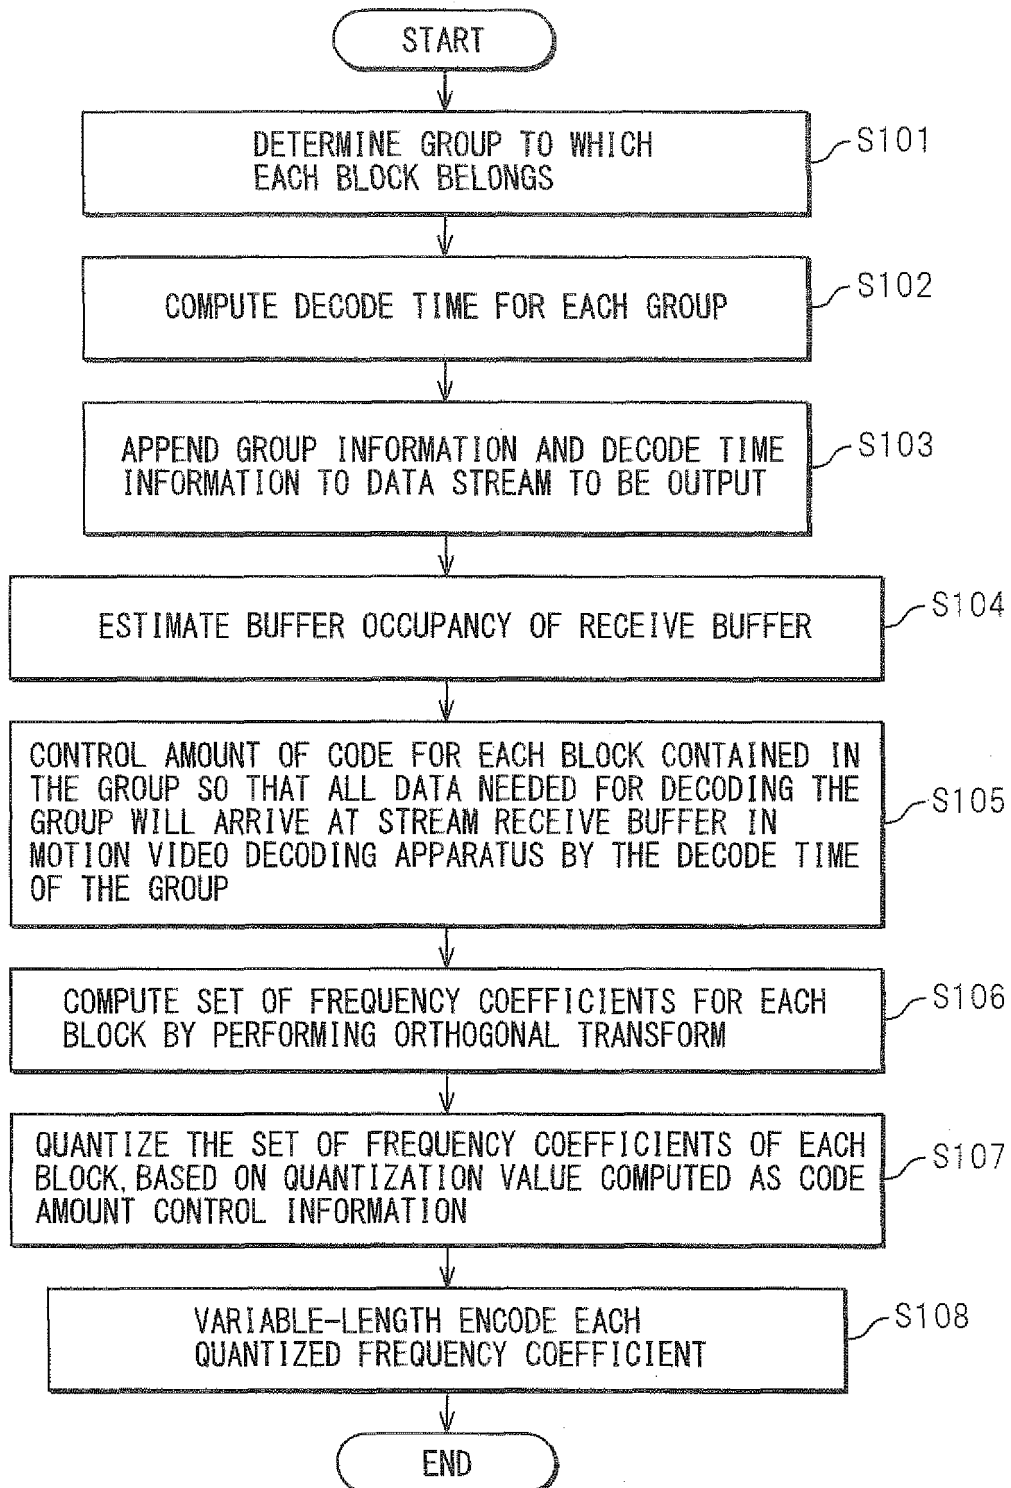 START
DETERMINE GROUP TO WHICH
EACH BLOCK BELONGS
S101
COMPUTE DECODE TIME FOR EACH GROUP
S102
APPEND GROUP INFORMATION AND DECODE TIME
INFORMATION TO DATA STREAM TO BE OUTPUT
S103
ESTIMATE BUFFER OCCUPANCY OF RECEIVE BUFFER
S104
CONTROL AMOUNT OF CODE FOR EACH BLOCK CONTAINED IN
THE GROUP SO THAT ALL DATA NEEDED FOR DECODING THE
GROUP WILL ARRIVE AT STREAM RECEIVE BUFFER IN
MOTION VIDEO DECODING APPARATUS BY THE DECODE TIME
OF THE GROUP
S105
COMPUTE SET OF FREQUENCY COEFFICIENTS FOR EACH
BLOCK BY PERFORMING ORTHOGONAL TRANSFORM
S106
QUANTIZE THE SET OF FREQUENCY COEFFICIENTS OF EACH
BLOCK, BASED ON QUANTIZATION VALUE COMPUTED AS CODE
AMOUNT CONTROL INFORMATION
S107
VARIABLE-LENGTH ENCODE EACH
QUANTIZED FREQUENCY COEFFICIENT
S108
END